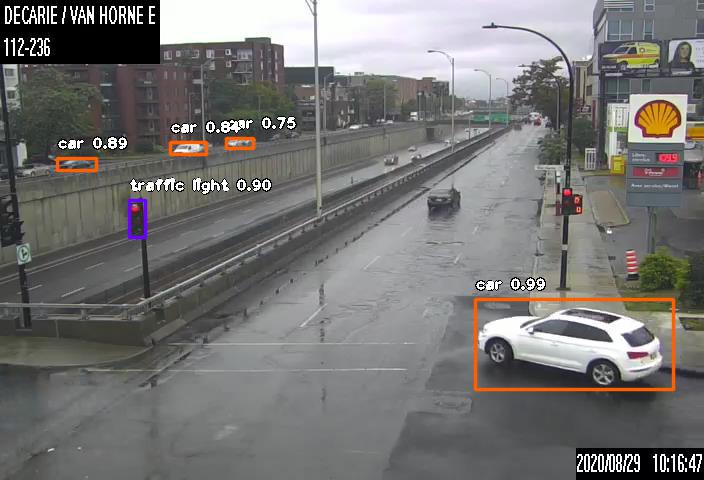 DECARIE / VAN HORNE E
112-236
car 0.89
car 0.84
car 0.75
traffic light 0.90
car 0.99
2020/08/29 10:16:47